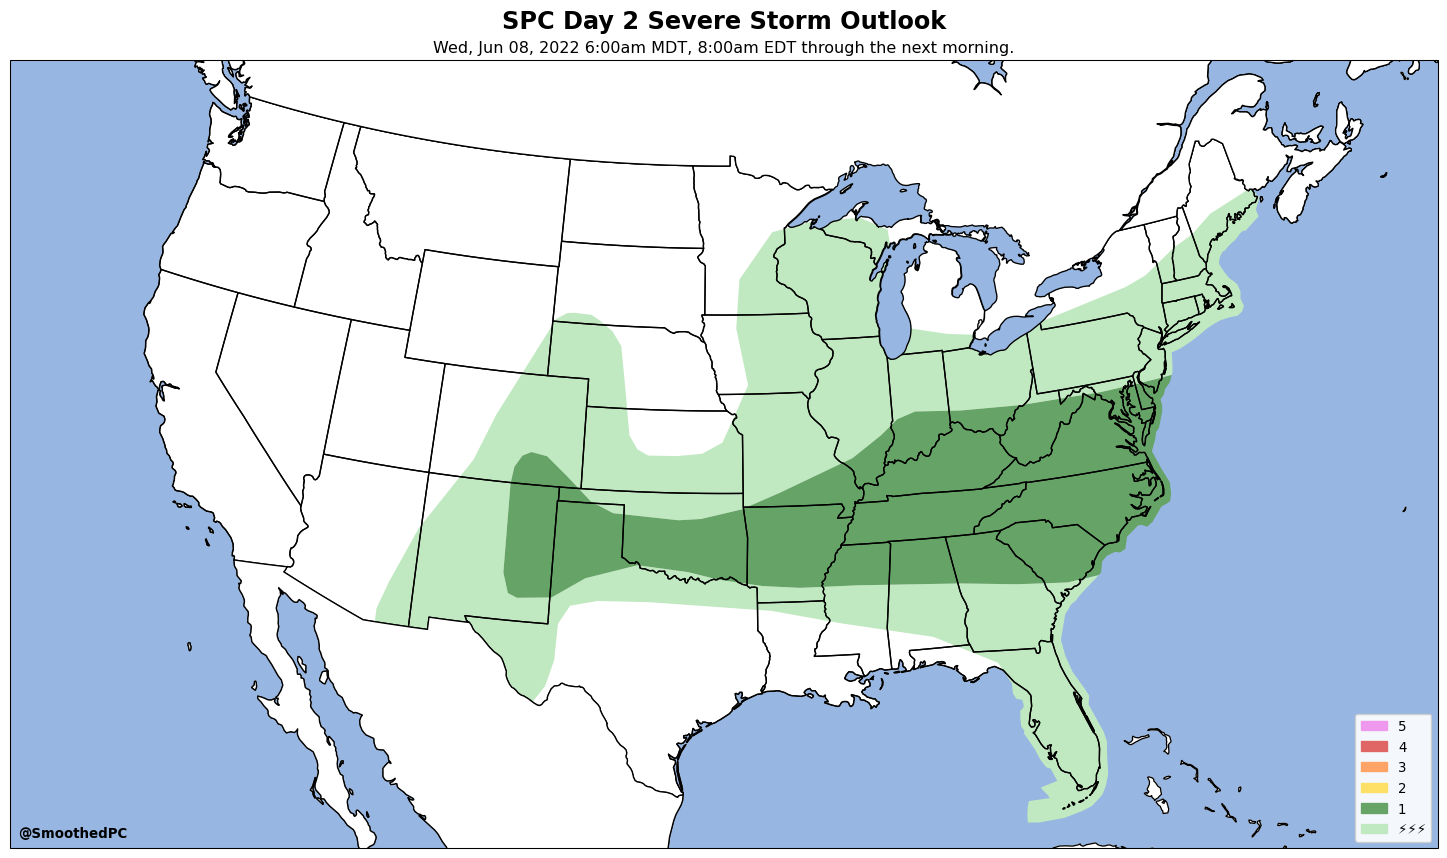 SPC Day 2 Severe Storm Outlook
Wed, Jun 08, 2022 6:00am MDT, 8:00am EDT through the next morning.
5
4
3
2
1
⚡⚡⚡
@SmoothedPC